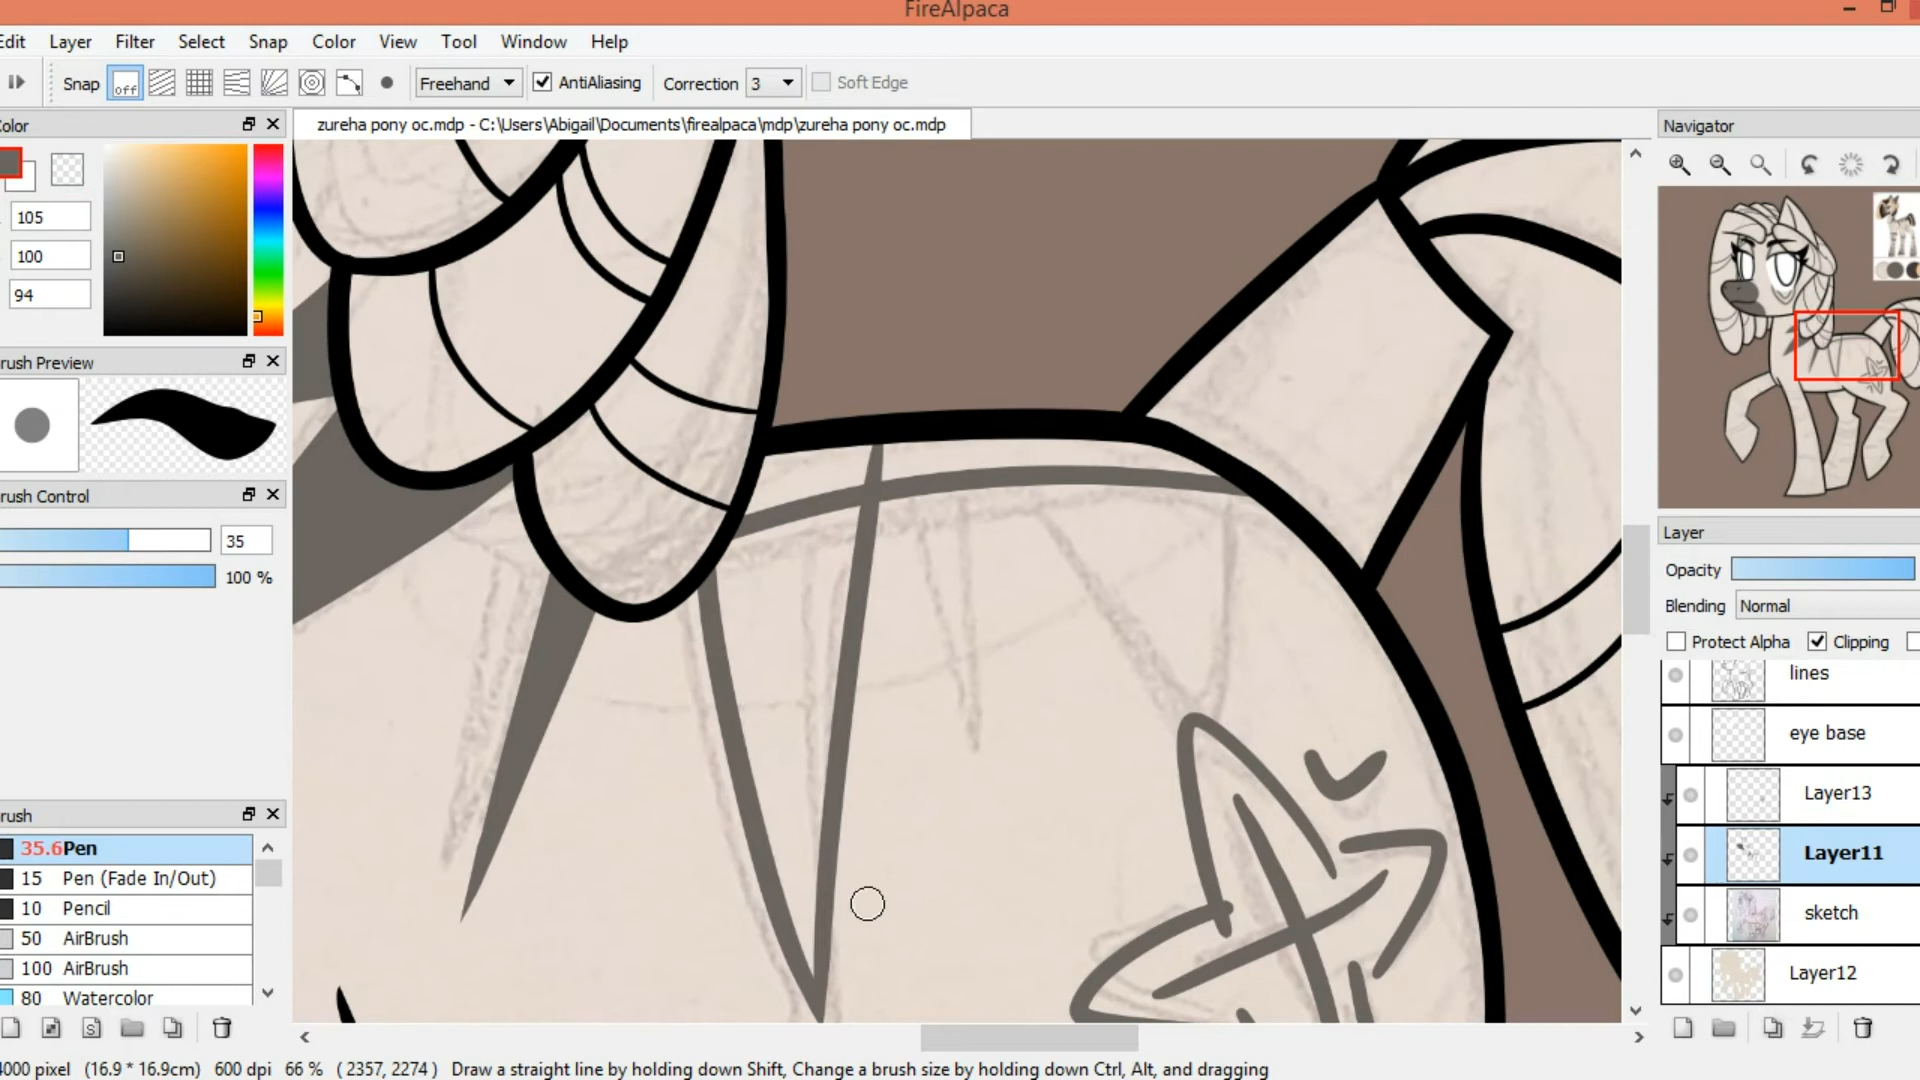 FireAlpaca
Edit Layer Filter Select Snap Color View Tool Window Help
Snap off Freehand AntiAliasing Correction 3 Soft Edge
olor
zureha pony oc.mdp - C:\Users\Abigail\Documents\firealpaca\mdp\zureha pony oc.mdp
Navigator
105
100
94
rush Preview
rush Control
35
100 %
Layer
Opacity
Blending Normal
Protect Alpha Clipping
lines
eye base
Layer13
Layer11
sketch
Layer12
rush
35.6 Pen
15 Pen (Fade In/Out)
10 Pencil
50 AirBrush
100 AirBrush
80 Watercolor
4000 pixel (16.9 * 16.9cm) 600 dpi 66 % ( 2357, 2274 ) Draw a straight line by holding down Shift, Change a brush size by holding down Ctrl, Alt, and dragging